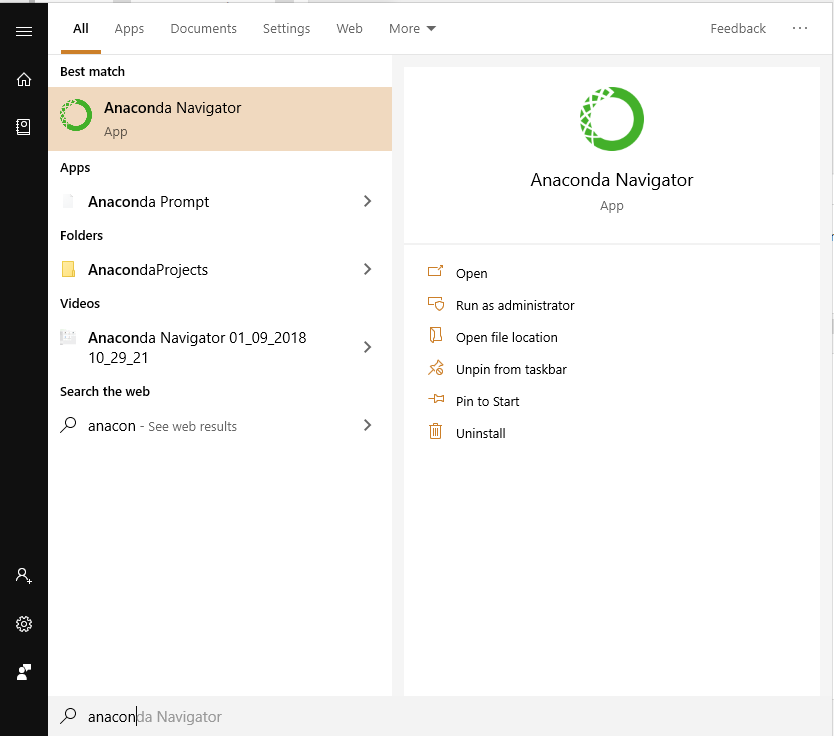 All Apps Documents Settings Web More Feedback ...
Best match
Anaconda Navigator
App
Apps
Anaconda Prompt
Folders
AnacondaProjects
Videos
Anaconda Navigator 01_09_2018
10_29_21
Search the web
anacon - See web results
Anaconda Navigator
App
Open
Run as administrator
Open file location
Unpin from taskbar
Pin to Start
Uninstall
anaconda Navigator